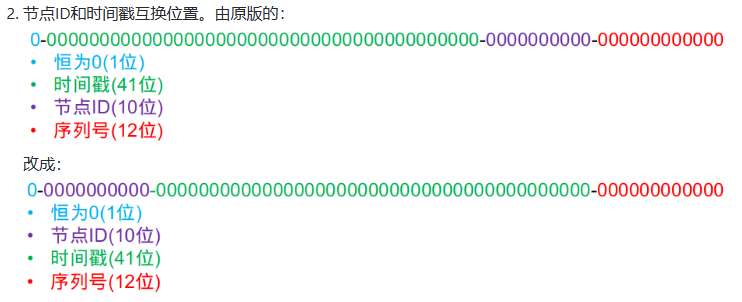 2. 节点ID和时间戳互换位置。由原版的：
0-00000000000000000000000000000000000000000-0000000000-000000000000
• 恒为0(1位)
• 时间戳(41位)
• 节点ID(10位)
• 序列号(12位)
改成：
0-0000000000-00000000000000000000000000000000000000000-000000000000
• 恒为0(1位)
• 节点ID(10位)
• 时间戳(41位)
• 序列号(12位)